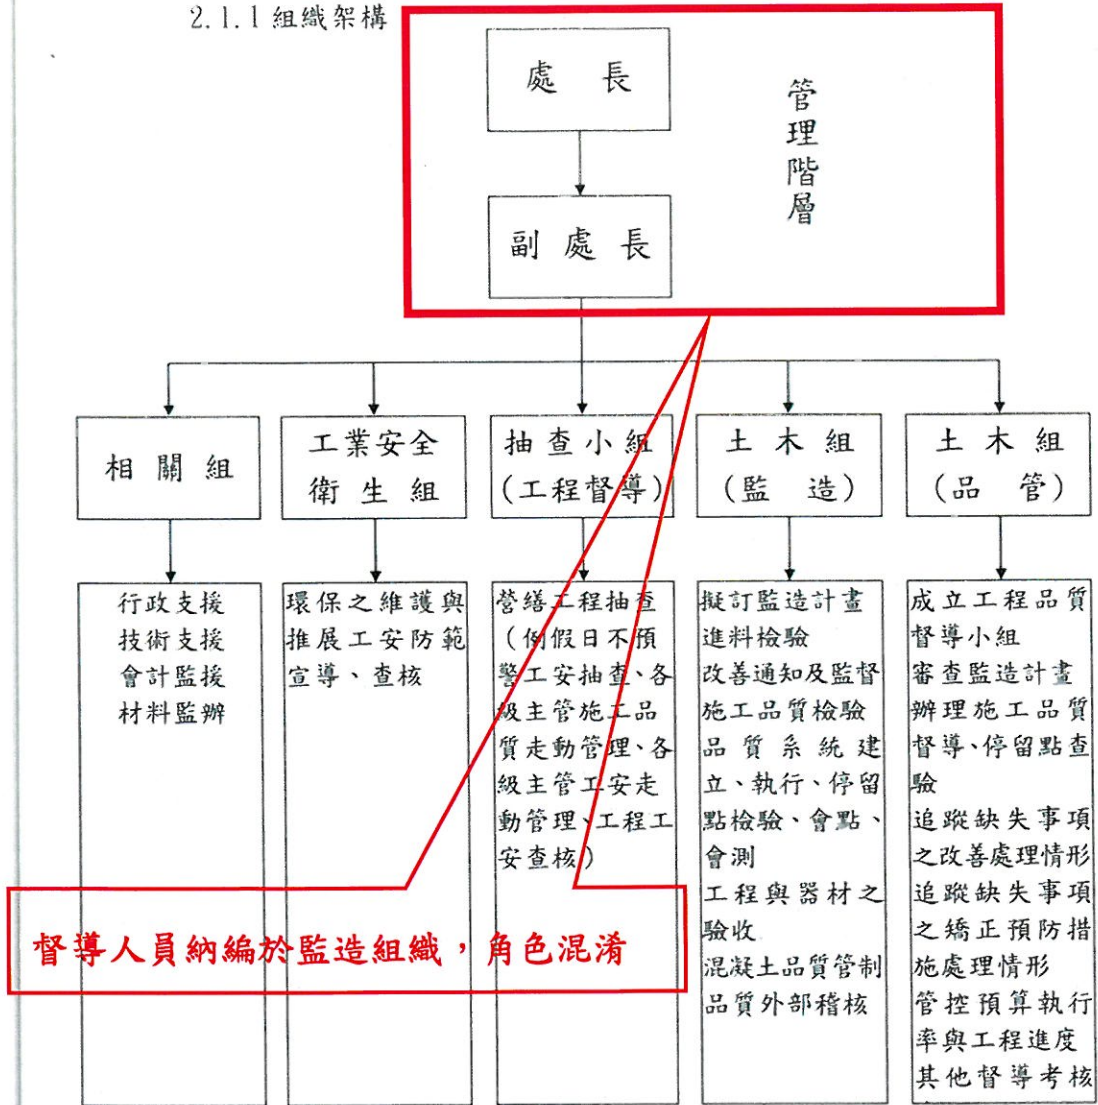 2.1.1 組織架構
處 長
管理階層
副處長
相關組
工業安全
衛生組
抽查小組
(工程督導)
土木組
(監 造)
土木組
(品 管)
行政支援
技術支援
會計監援
材料監辦
環保之維護與
推展工安防範
宣導、查核
營繕工程抽查
(例假日不預
警工安抽查、各
級主管施工品
質走動管理、各
級主管工安走
動管理、工程工
安查核)
擬訂監造計畫
進料檢驗
改善通知及監督
施工品質檢驗
品質系統建
立、執行、停留
點檢驗、會點、
會測
工程與器材之
驗收
混凝土品質管制
品質外部稽核
成立工程品質
督導小組
審查監造計畫
辦理施工品質
督導、停留點查
驗
追蹤缺失事項
之改善處理情形
追蹤缺失事項
之矯正預防措
施處理情形
管控預算執行
率與工程進度
其他督導考核
督導人員納編於監造組織，角色混淆